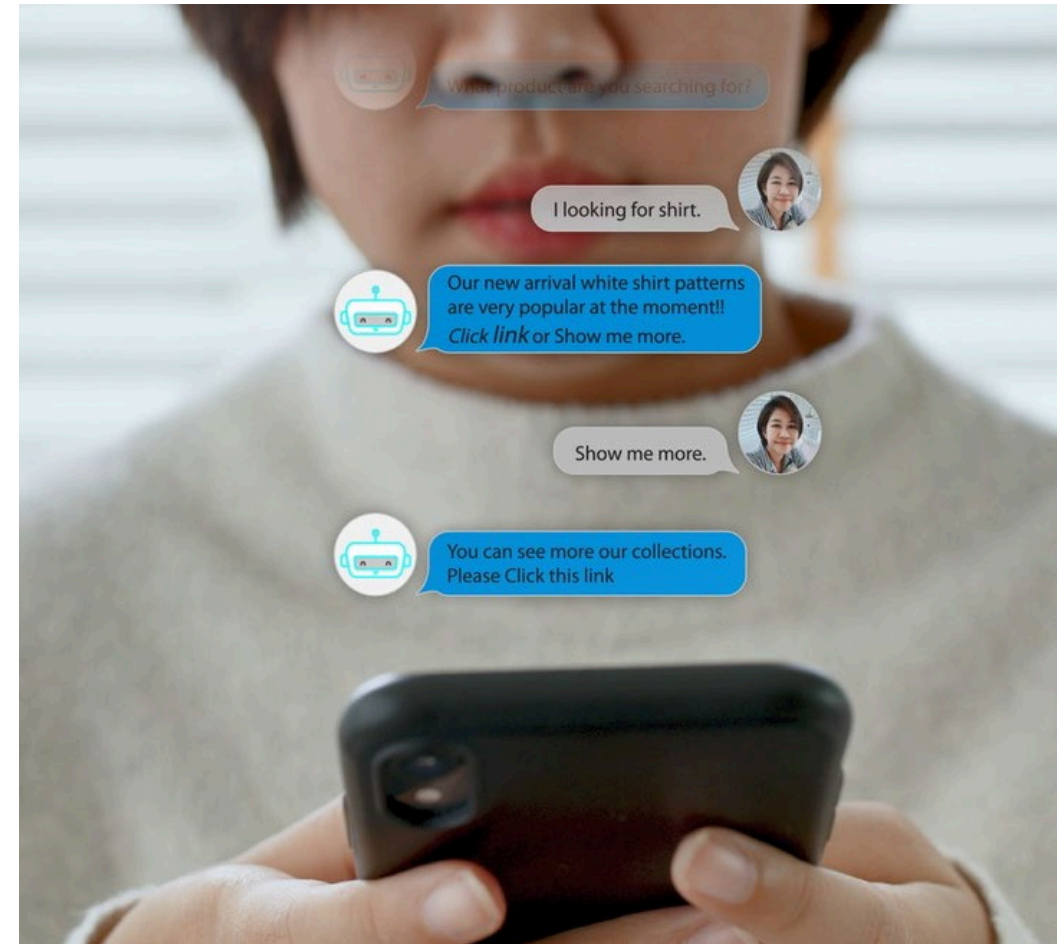 What product are you searching for?
I looking for shirt.
Our new arrival white shirt patterns
are very popular at the moment!!
Click link or Show me more.
Show me more.
You can see more our collections.
Please Click this link